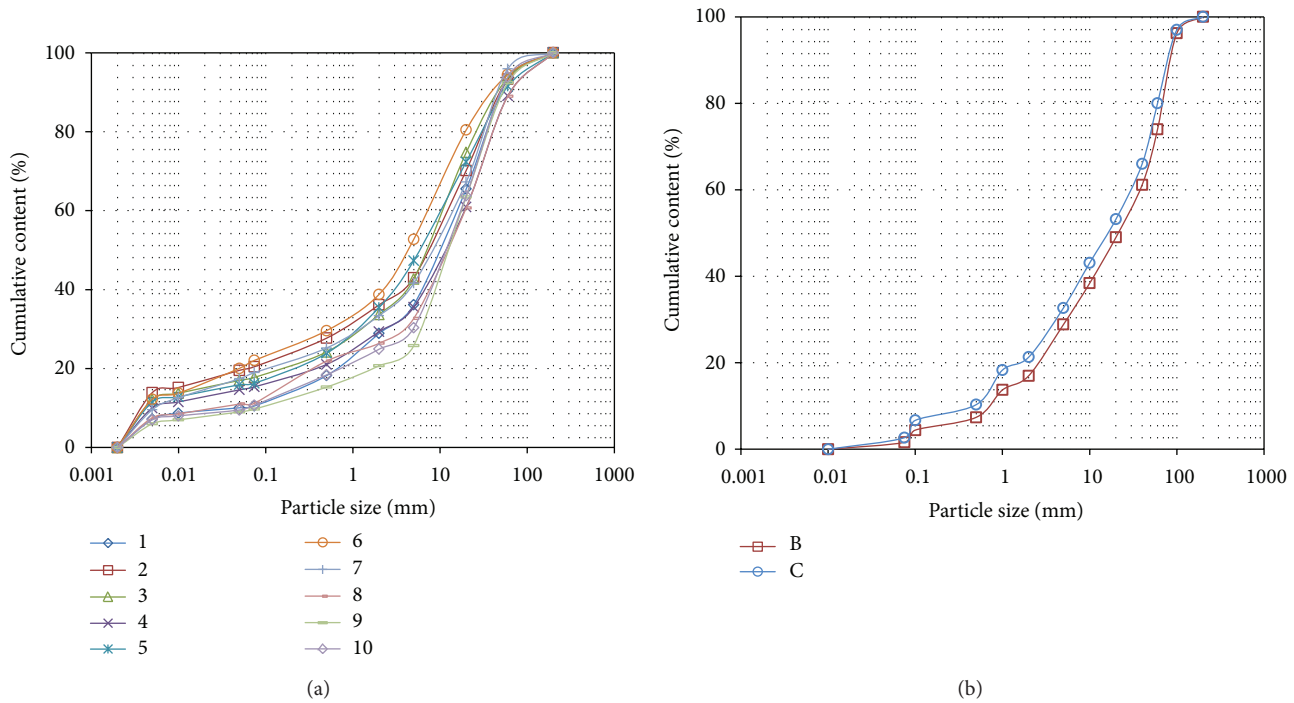 100
80
60
40
20
0
Cumulative content (%)
0.001 0.01 0.1 1 10 100 1000
Particle size (mm)
1 6
2 7
3 8
4 9
5 10
(a)
100
80
60
40
20
0
Cumulative content (%)
0.001 0.01 0.1 1 10 100 1000
Particle size (mm)
B
C
(b)